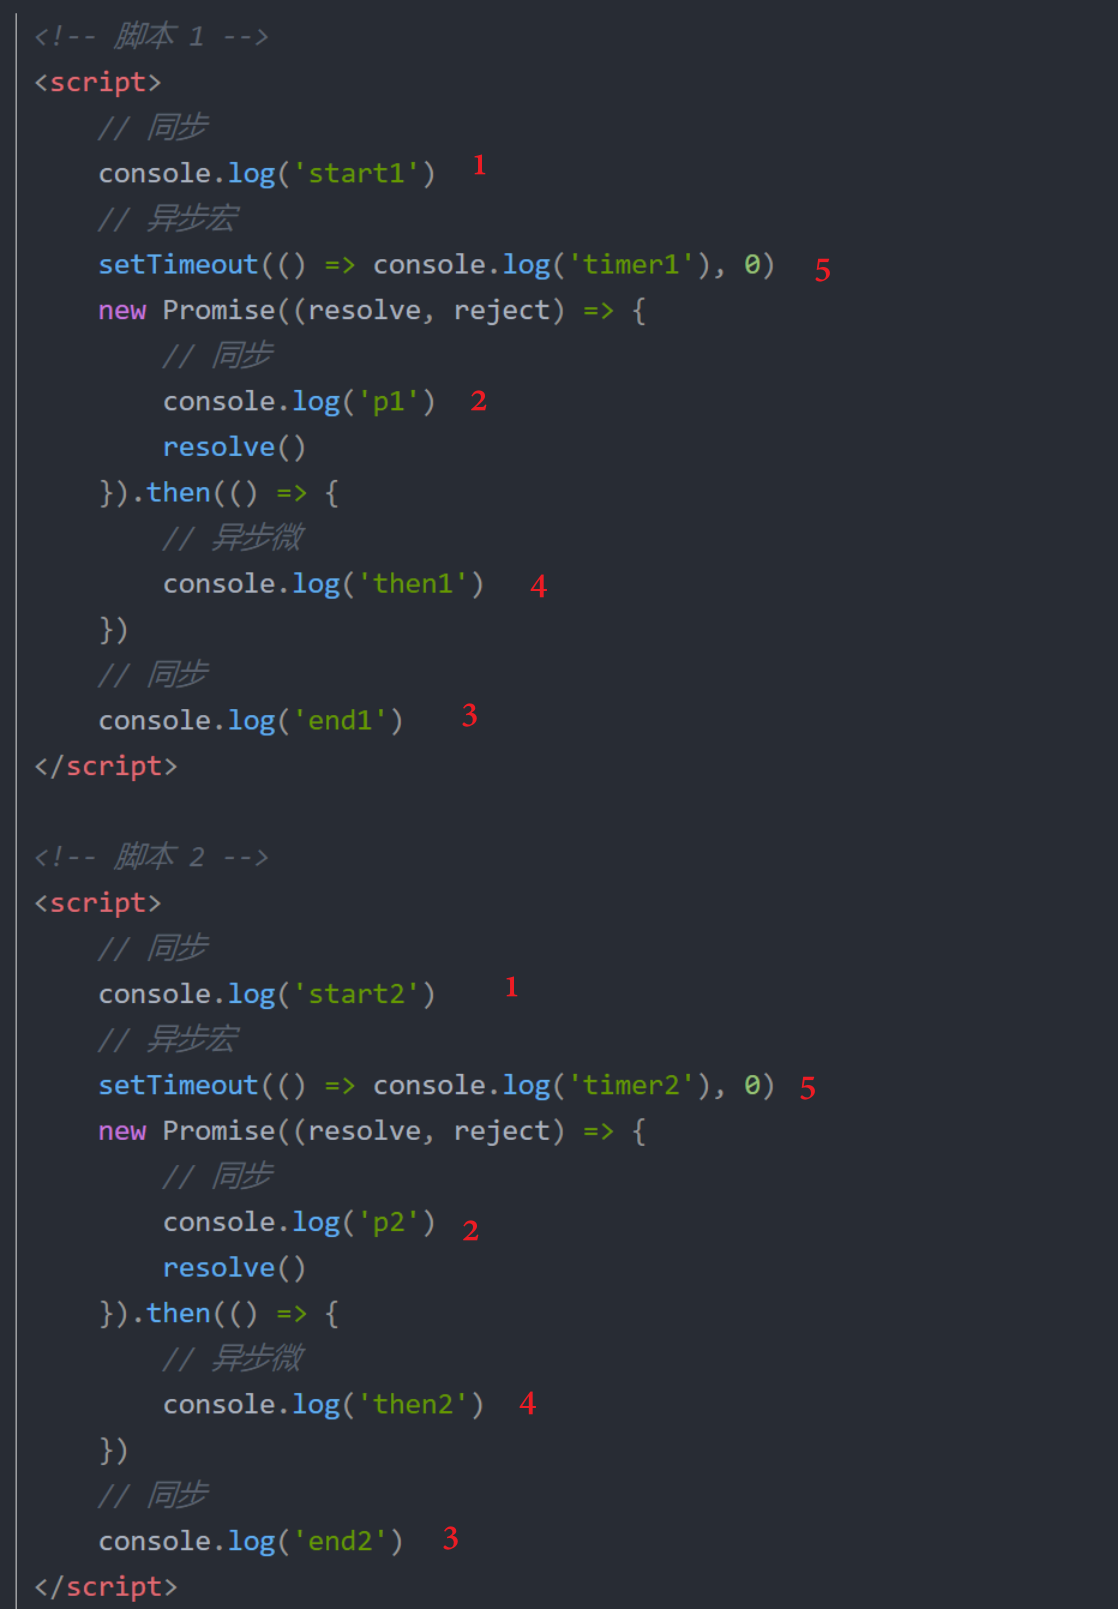 <!-- 脚本 1 -->
<script>
// 同步
console.log('start1') 1
// 异步宏
setTimeout(() => console.log('timer1'), 0) 5
new Promise((resolve, reject) => {
// 同步
console.log('p1') 2
resolve()
}).then(() => {
// 异步微
console.log('then1') 4
})
// 同步
console.log('end1') 3
</script>
<!-- 脚本 2 -->
<script>
// 同步
console.log('start2') 1
// 异步宏
setTimeout(() => console.log('timer2'), 0) 5
new Promise((resolve, reject) => {
// 同步
console.log('p2') 2
resolve()
}).then(() => {
// 异步微
console.log('then2') 4
})
// 同步
console.log('end2') 3
</script>